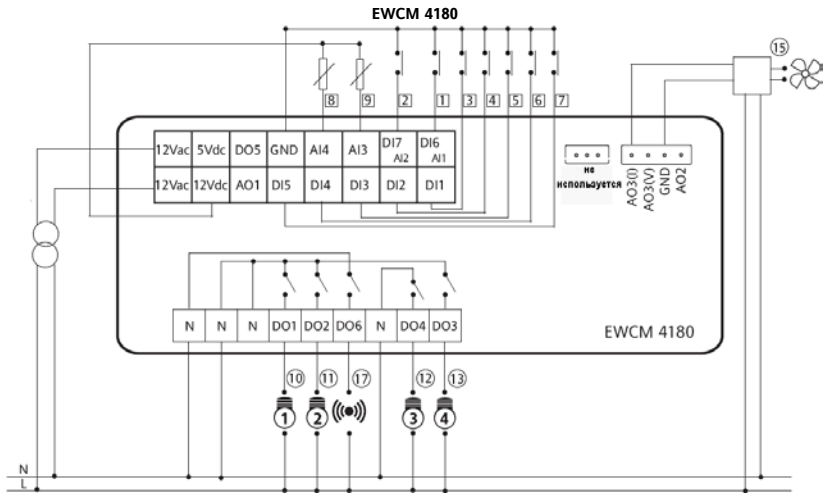 EWCM 4180
15
8 9 2 1 3 4 5 6 7
12Vac 5Vdc DO5 GND AI4 AI3 DI7 AI2 DI6 AI1
12Vac 12Vdc AO1 DI5 DI4 DI3 DI2 DI1
не
используется
AO3(I) AO3(V) GND AO2
N N N DO1 DO2 DO6 N DO4 DO3
EWCM 4180
10 11 17 12 13
1 2 3 4
N
L